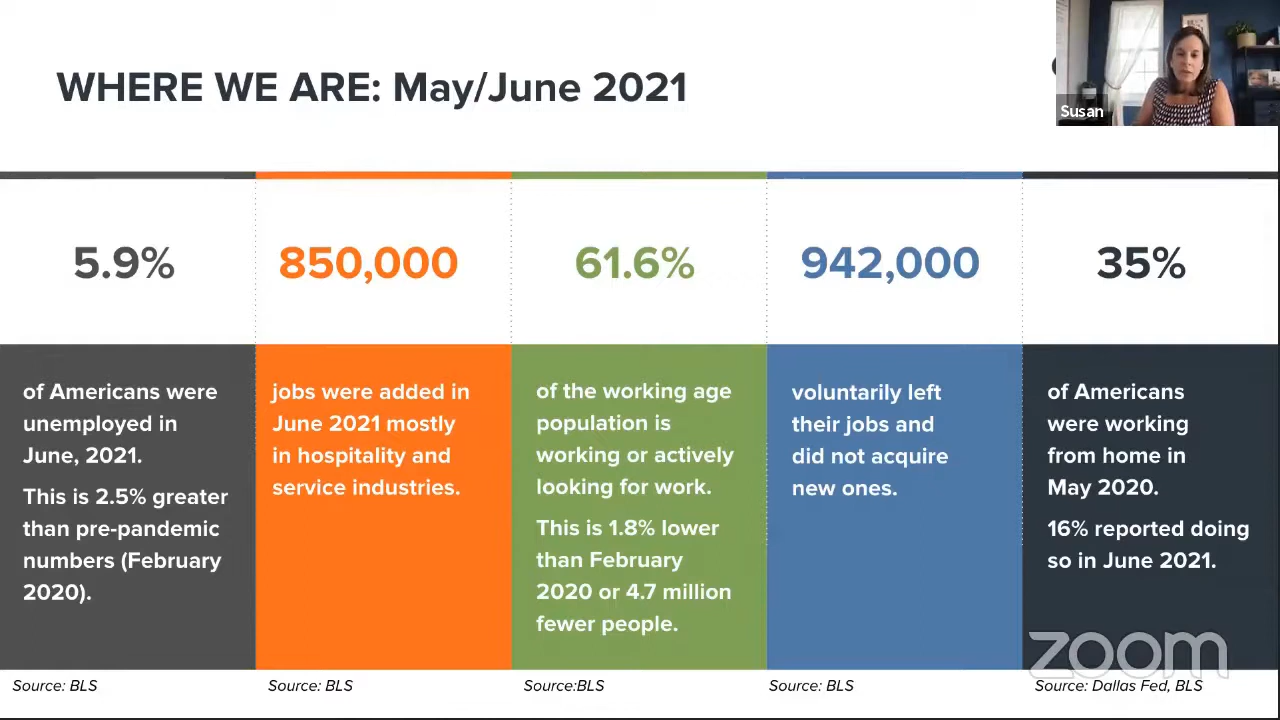 WHERE WE ARE: May/June 2021
Susan
5.9%
of Americans were
unemployed in
June, 2021.
This is 2.5% greater
than pre-pandemic
numbers (February
2020).
Source: BLS
850,000
jobs were added in
June 2021 mostly
in hospitality and
service industries.
Source: BLS
61.6%
of the working age
population is
working or actively
looking for work.
This is 1.8% lower
than February
2020 or 4.7 million
fewer people.
Source:BLS
942,000
voluntarily left
their jobs and
did not acquire
new ones.
Source: BLS
35%
of Americans
were working
from home in
May 2020.
16% reported doing
so in June 2021.
zoom
Source: Dallas Fed, BLS